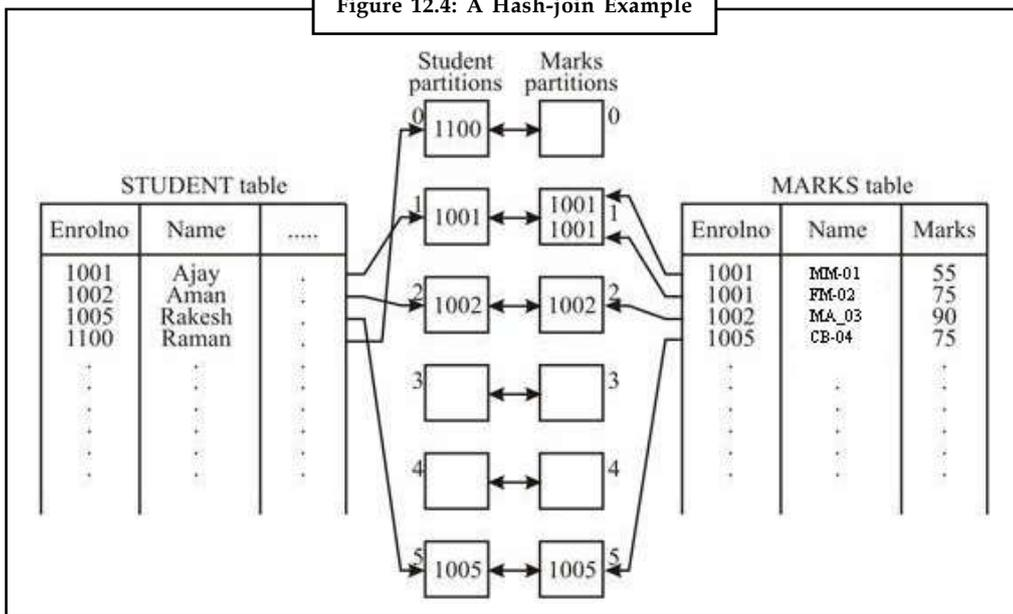 Figure 12.4: A Hash-join Example
Student partitions
Marks partitions
0 1100 0
1 1001 1001 1001 1
2 1002 1002 2
3 3
4 4
5 1005 1005 5
STUDENT table
Enrolno Name .....
1001 Ajay .
1002 Aman .
1005 Rakesh .
1100 Raman .
MARKS table
Enrolno Name Marks
1001 MM-01 55
1001 FM-02 75
1002 MA_03 90
1005 CB-04 75